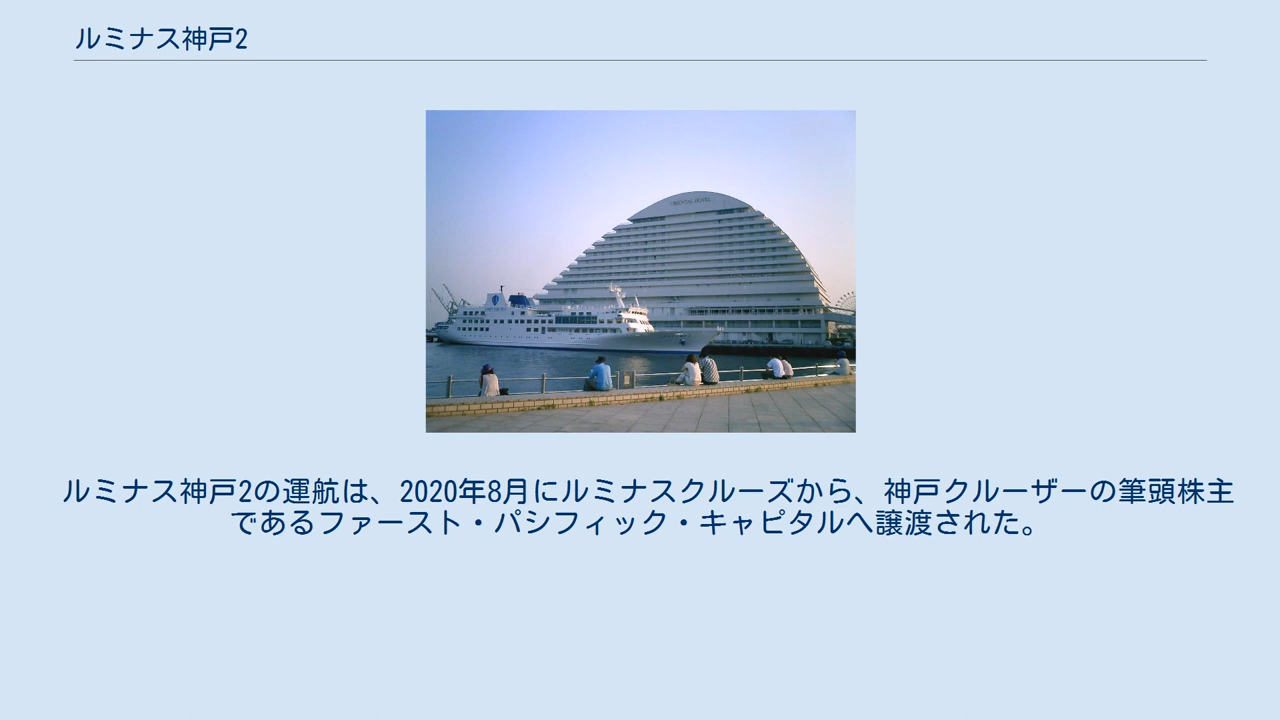 ルミナス神戸2
ORIENTAL HOTEL
ルミナス神戸2の運航は、2020年8月にルミナスクルーズから、神戸クルーザーの筆頭株主
であるファースト・パシフィック・キャピタルへ譲渡された。